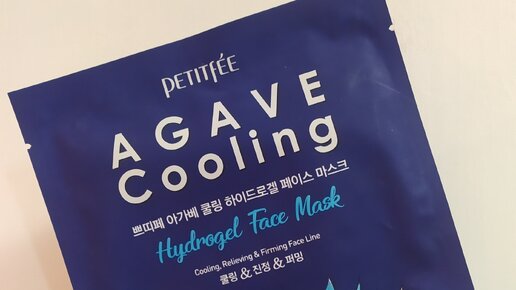 PETITFÉE
AGAVE
Cooling
쁘띠페 아가베 쿨링 하이드로겔 페이스 마스크
Hydrogel Face Mask
Cooling, Relieving & Firming Face Line
쿨링 & 진정 & 퍼밍